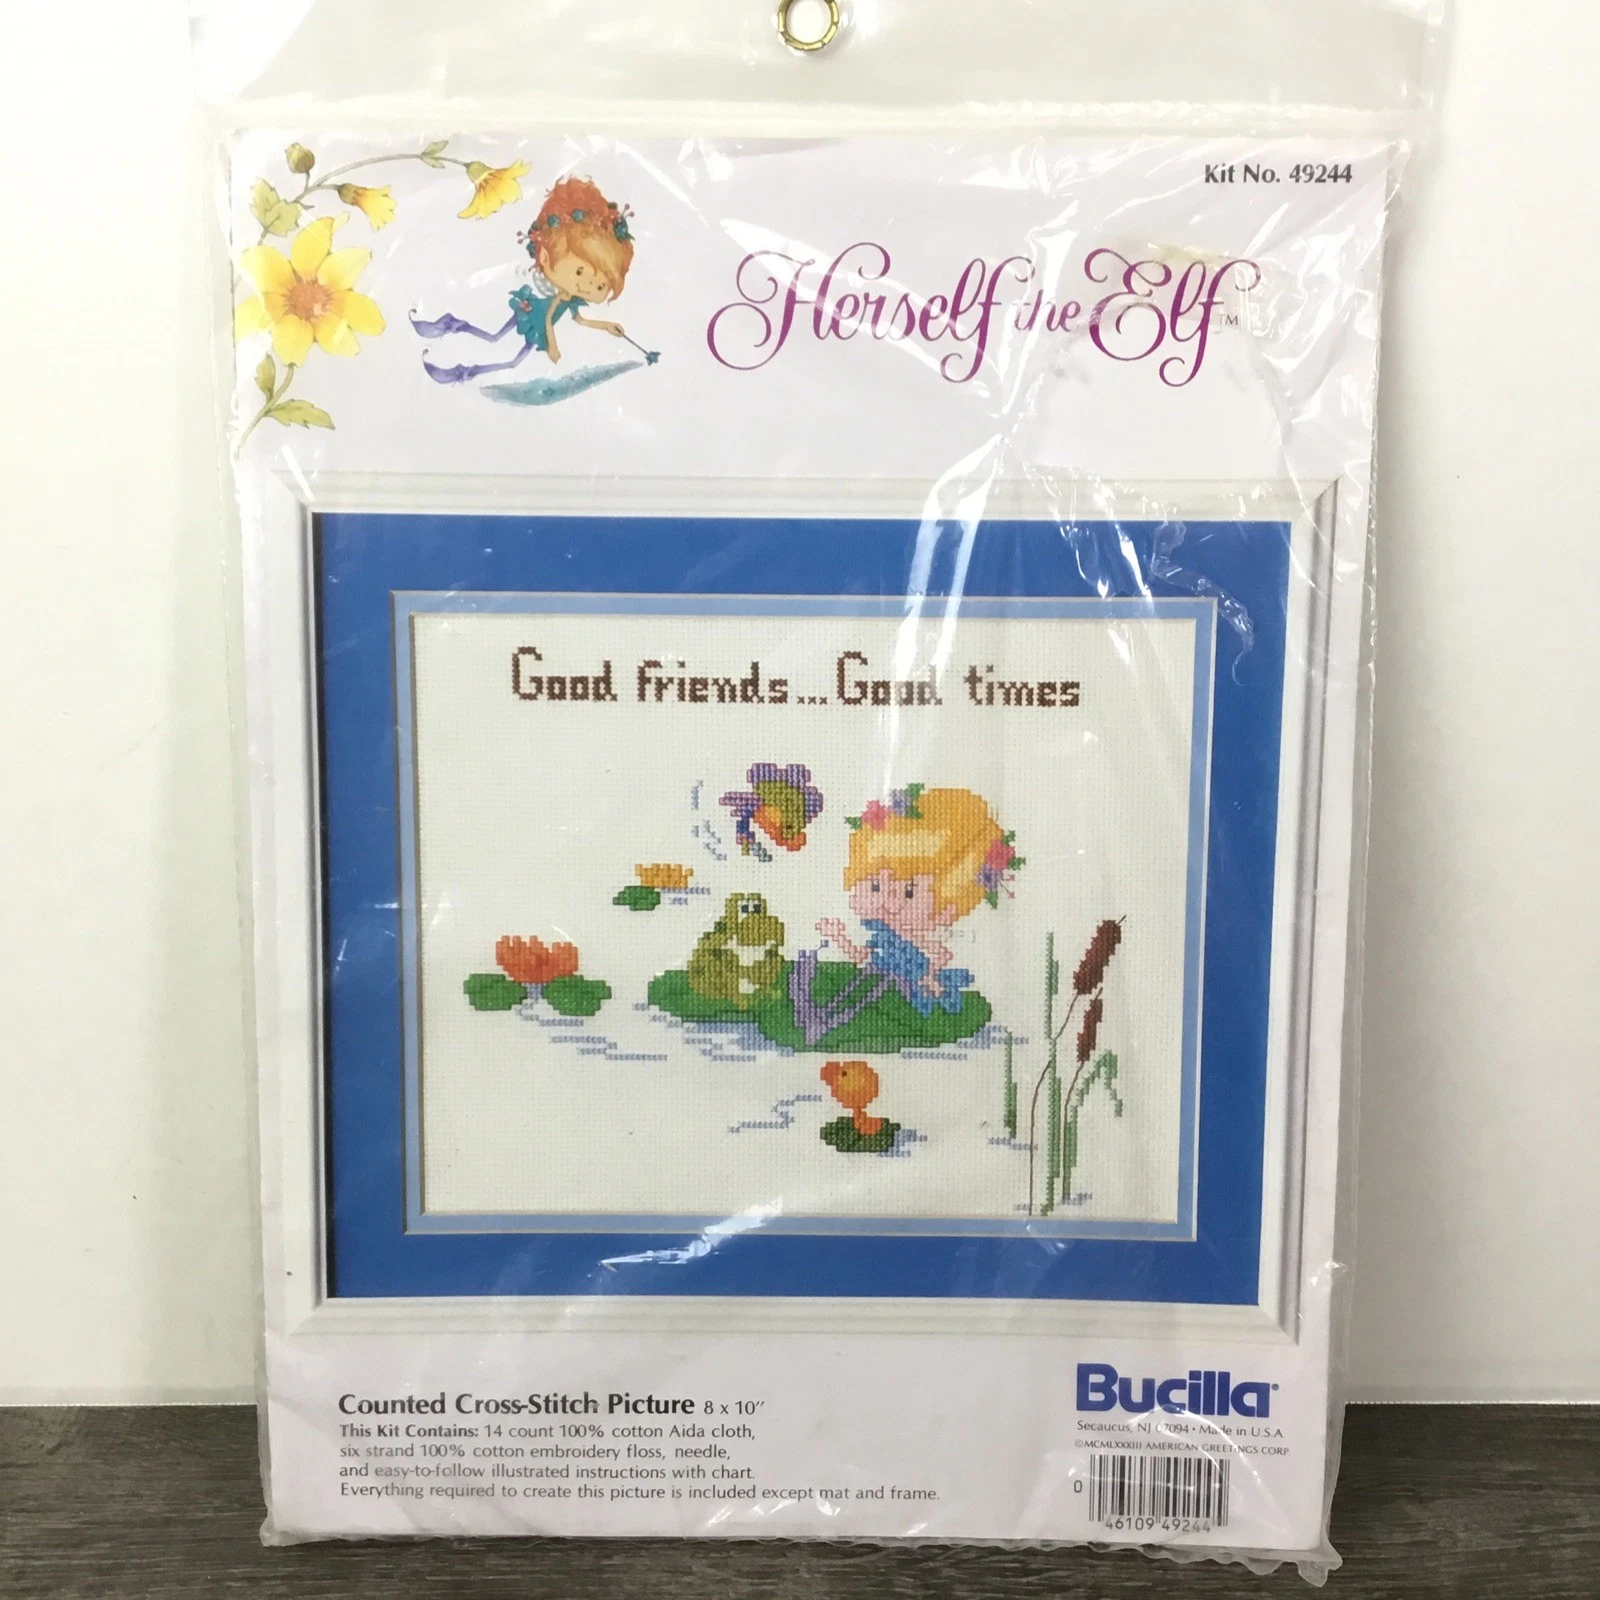 Kit No. 49244
Herself the Elf™
Good friends...Good times
Counted Cross-Stitch Picture 8 x 10"
This Kit Contains: 14 count 100% cotton Aida cloth,
six strand 100% cotton embroidery floss, needle,
and easy-to-follow illustrated instructions with chart.
Everything required to create this picture is included except mat and frame.
Bucilla®
Secaucus, NJ 07094 • Made in U.S.A.
©MCMLXXXIII AMERICAN GREETINGS CORP
0 46109 49244